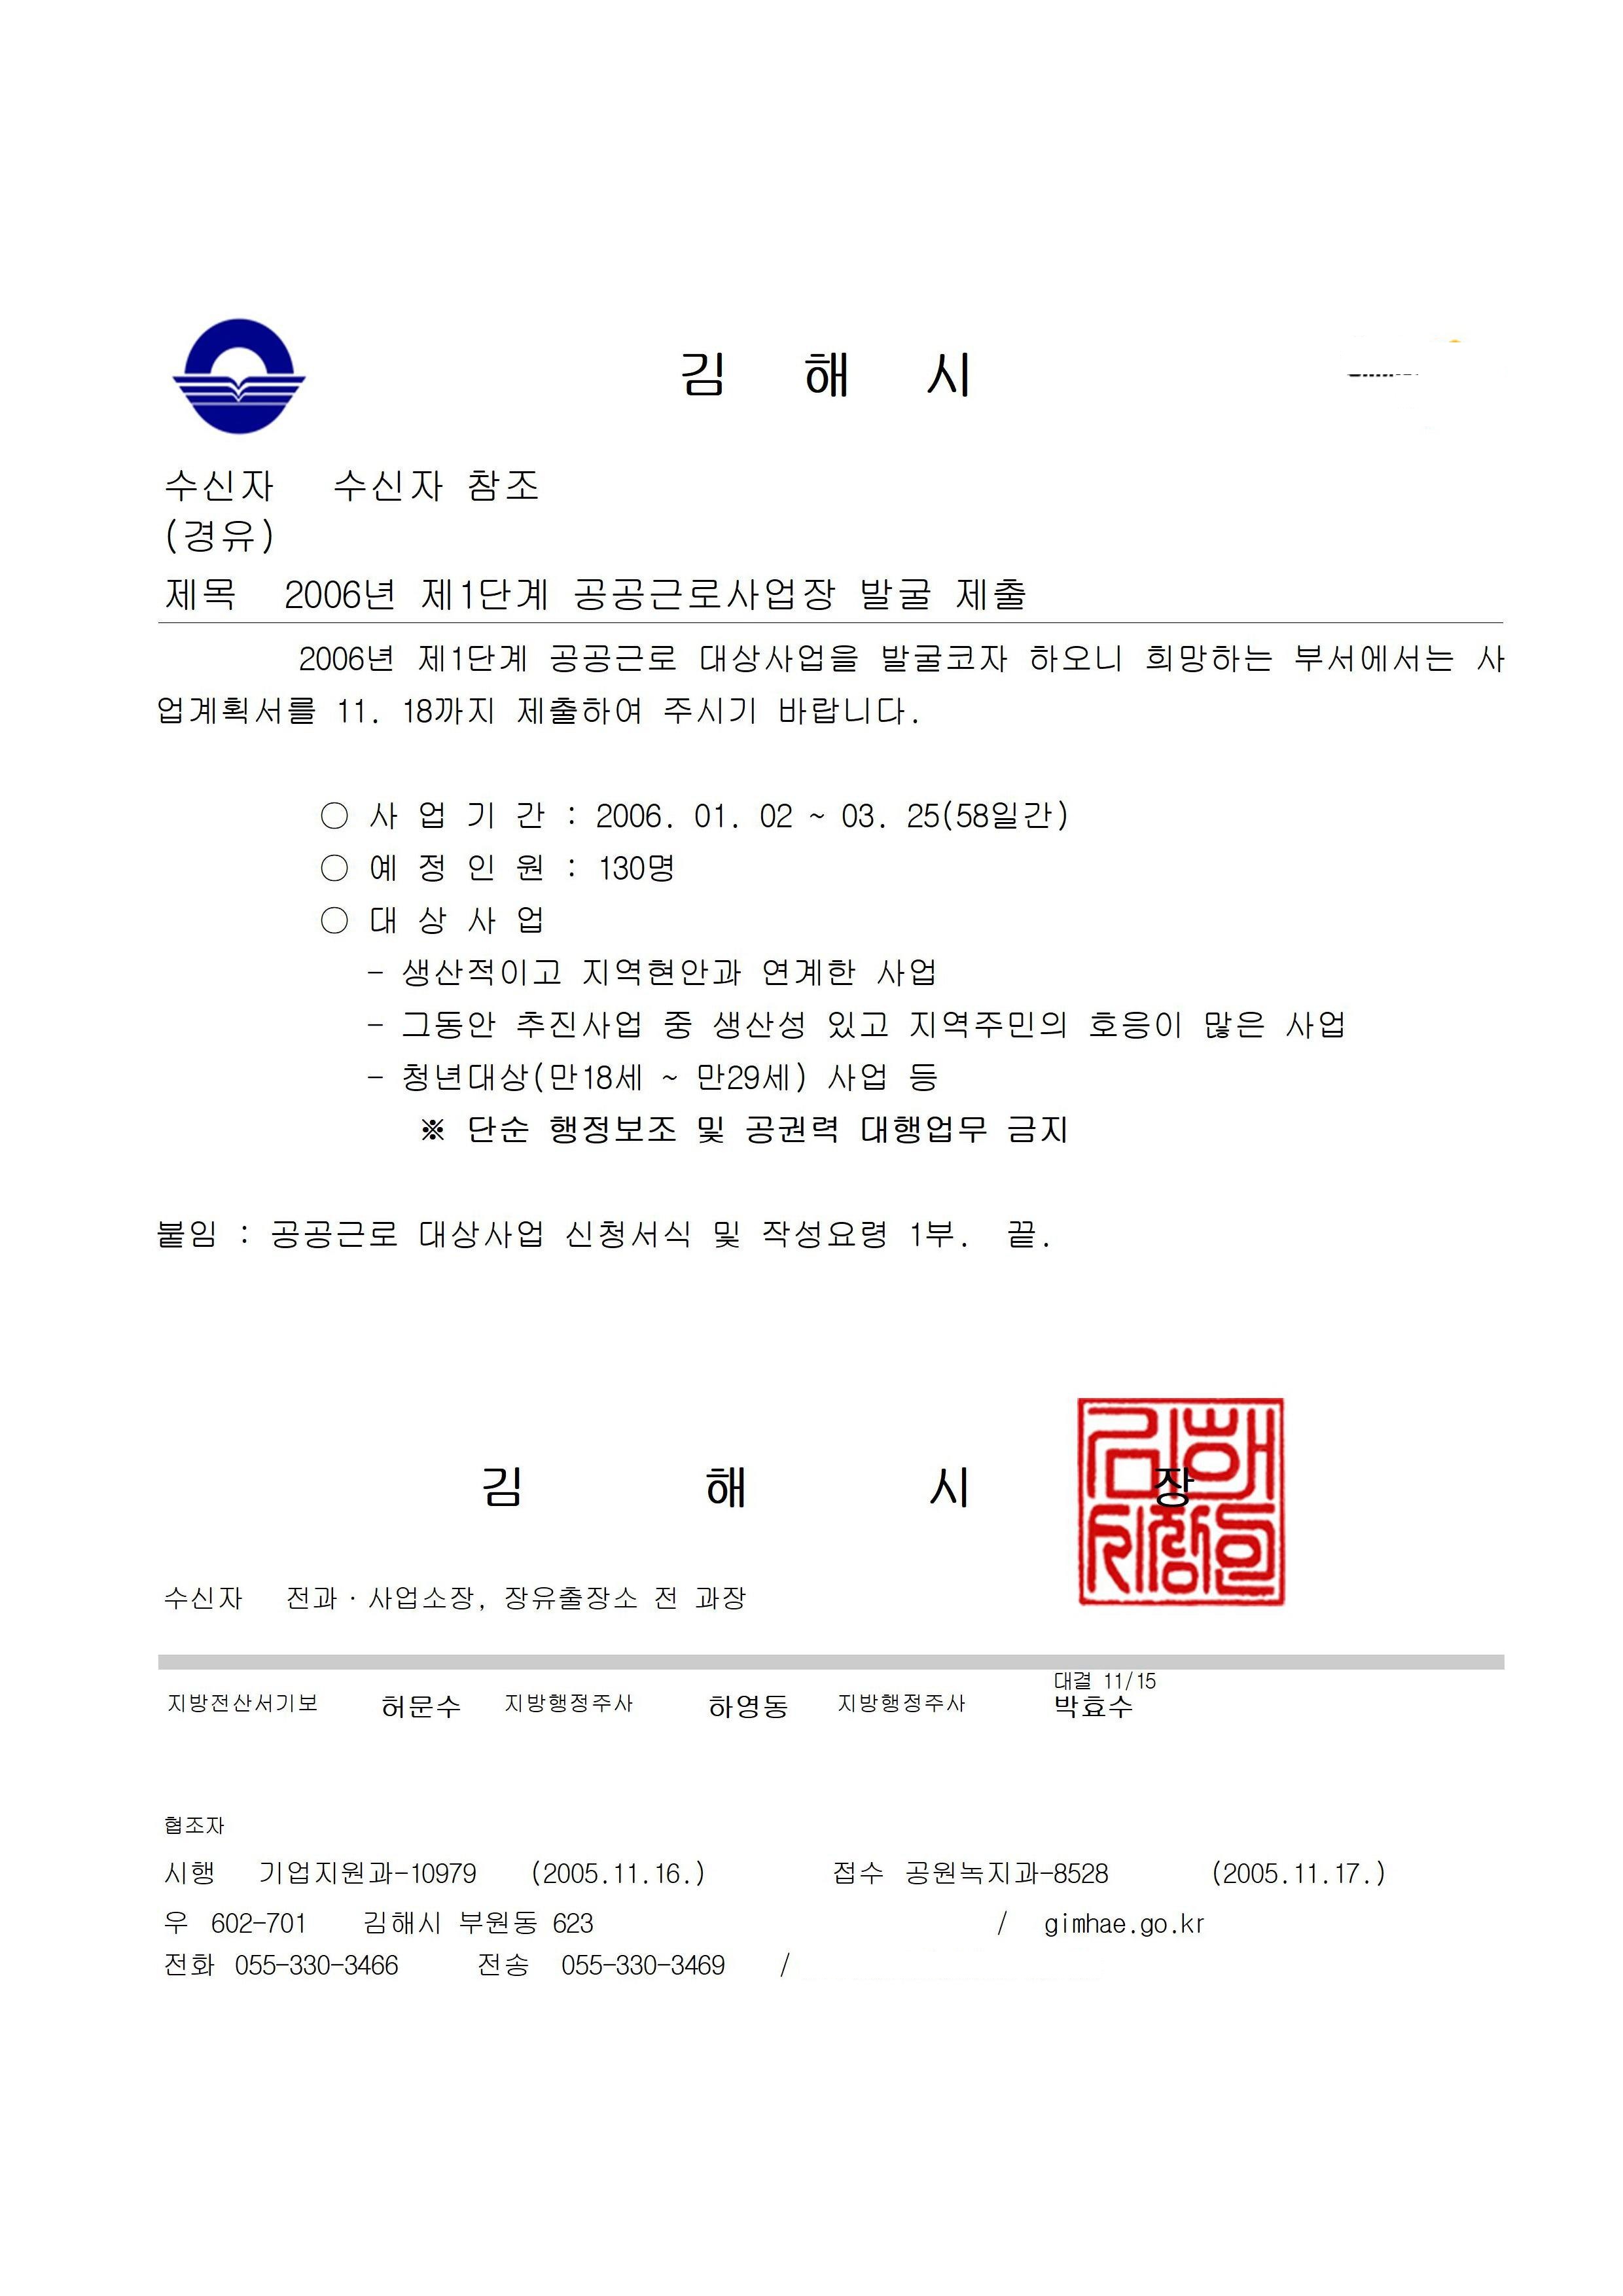 김 해 시
수신자 수신자 참조
(경유)
제목 2006년 제1단계 공공근로사업장 발굴 제출
2006년 제1단계 공공근로 대상사업을 발굴코자 하오니 희망하는 부서에서는 사
업계획서를 11. 18까지 제출하여 주시기 바랍니다.
○ 사 업 기 간 : 2006. 01. 02 ~ 03. 25(58일간)
○ 예 정 인 원 : 130명
○ 대 상 사 업
- 생산적이고 지역현안과 연계한 사업
- 그동안 추진사업 중 생산성 있고 지역주민의 호응이 많은 사업
- 청년대상(만18세 ~ 만29세) 사업 등
※ 단순 행정보조 및 공권력 대행업무 금지
붙임 : 공공근로 대상사업 신청서식 및 작성요령 1부. 끝.
김 해 시 장
수신자 전과·사업소장, 장유출장소 전 과장
대결 11/15
지방전산서기보 허문수 지방행정주사 하영동 지방행정주사 박효수
협조자
시행 기업지원과-10979 (2005.11.16.) 접수 공원녹지과-8528 (2005.11.17.)
우 602-701 김해시 부원동 623 / gimhae.go.kr
전화 055-330-3466 전송 055-330-3469 /